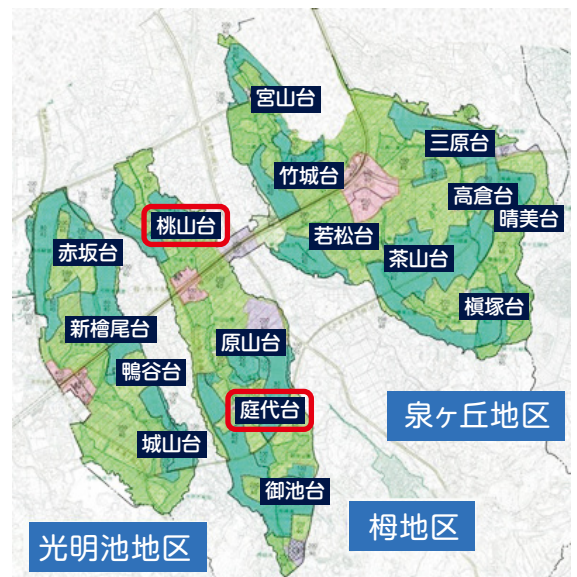 宮山台
三原台
竹城台
高倉台
晴美台
桃山台
若松台
赤坂台
茶山台
槇塚台
新檜尾台
原山台
鴨谷台
庭代台
泉ヶ丘地区
城山台
御池台
栂地区
光明池地区